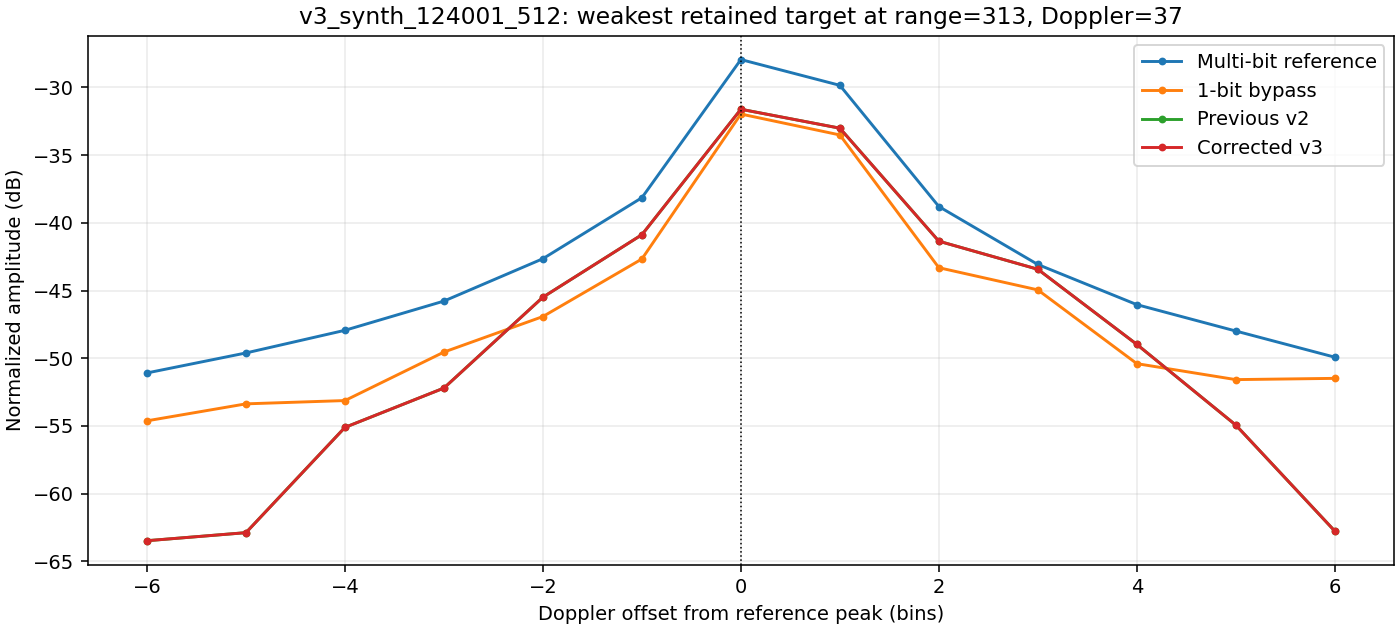 v3_synth_124001_512: weakest retained target at range=313, Doppler=37
Normalized amplitude (dB)
−30
−35
−40
−45
−50
−55
−60
−65
Multi-bit reference
1-bit bypass
Previous v2
Corrected v3
−6
−4
−2
0
2
4
6
Doppler offset from reference peak (bins)